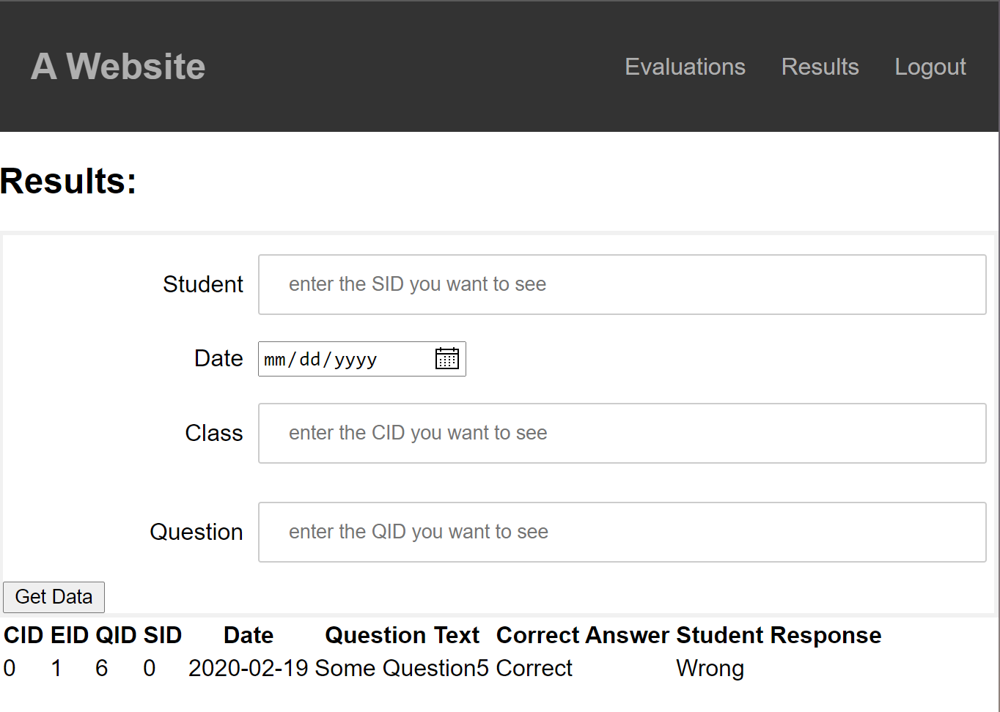 A Website Evaluations Results Logout
Results:
Student enter the SID you want to see
Date mm/dd/yyyy
Class enter the CID you want to see
Question enter the QID you want to see
Get Data
CID EID QID SID Date Question Text Correct Answer Student Response
0 1 6 0 2020-02-19 Some Question5 Correct Wrong